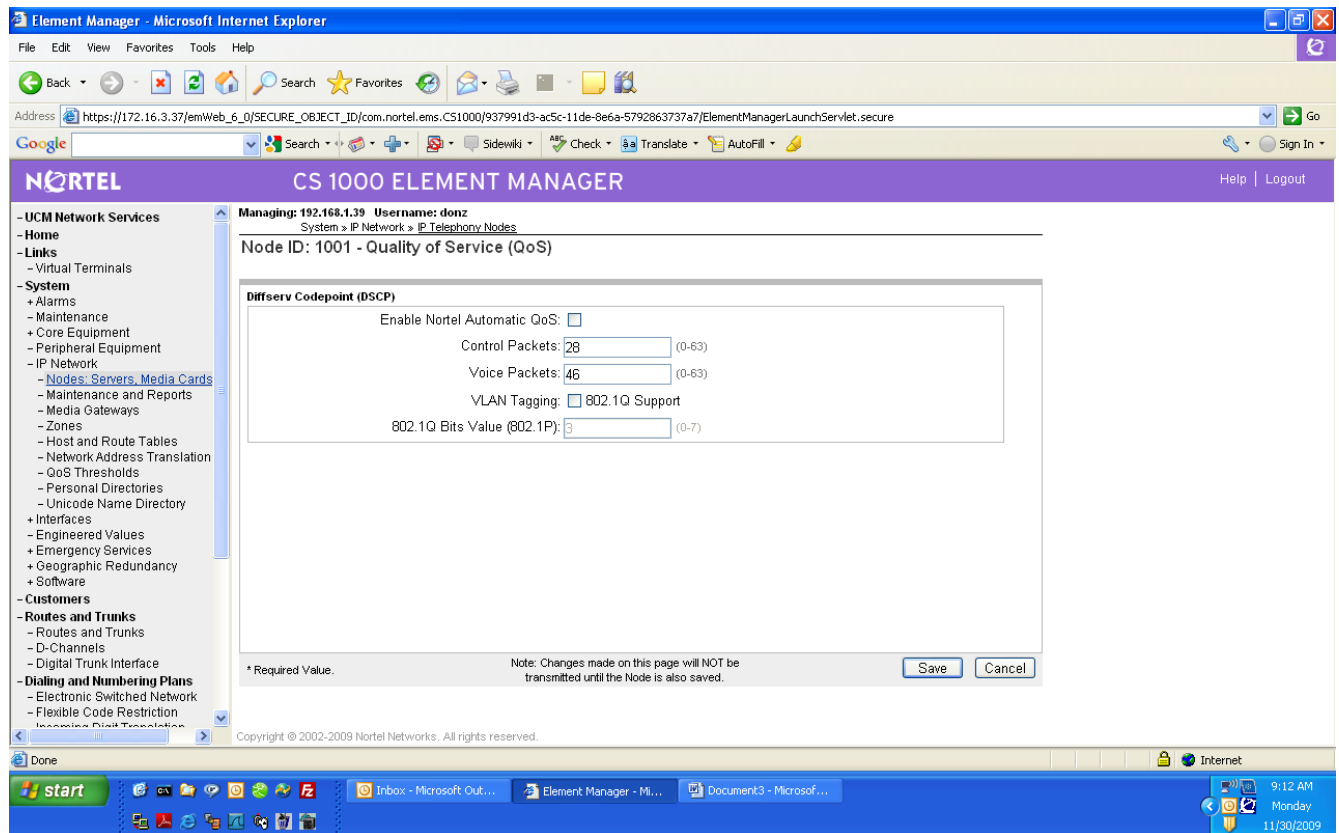 Element Manager - Microsoft Internet Explorer
File Edit View Favorites Tools Help
Back Search Favorites
Address https://172.16.3.37/emWeb_6_0/SECURE_OBJECT_ID/com.nortel.ems.CS1000/937991d3-ac5c-11de-8e6a-5792863737a7/ElementManagerLaunchServlet.secure Go
Google Search Sidewiki Check Translate AutoFill Sign In
NORTEL CS 1000 ELEMENT MANAGER Help | Logout
- UCM Network Services
- Home
- Links
- Virtual Terminals
- System
+ Alarms
- Maintenance
+ Core Equipment
- Peripheral Equipment
- IP Network
- Nodes: Servers, Media Cards
- Maintenance and Reports
- Media Gateways
- Zones
- Host and Route Tables
- Network Address Translation
- QoS Thresholds
- Personal Directories
- Unicode Name Directory
+ Interfaces
- Engineered Values
+ Emergency Services
+ Geographic Redundancy
+ Software
- Customers
- Routes and Trunks
- Routes and Trunks
- D-Channels
- Digital Trunk Interface
- Dialing and Numbering Plans
- Electronic Switched Network
- Flexible Code Restriction
Managing: 192.168.1.39 Username: donz
System » IP Network » IP Telephony Nodes
Node ID: 1001 - Quality of Service (QoS)
Diffserv Codepoint (DSCP)
Enable Nortel Automatic QoS:
Control Packets: 28 (0-63)
Voice Packets: 46 (0-63)
VLAN Tagging: 802.1Q Support
802.1Q Bits Value (802.1P): 3 (0-7)
* Required Value.
Note: Changes made on this page will NOT be
transmitted until the Node is also saved.
Save Cancel
Copyright © 2002-2009 Nortel Networks. All rights reserved.
Done Internet
start Inbox - Microsoft Out... Element Manager - Mi... Document3 - Microsof...
9:12 AM
Monday
11/30/2009